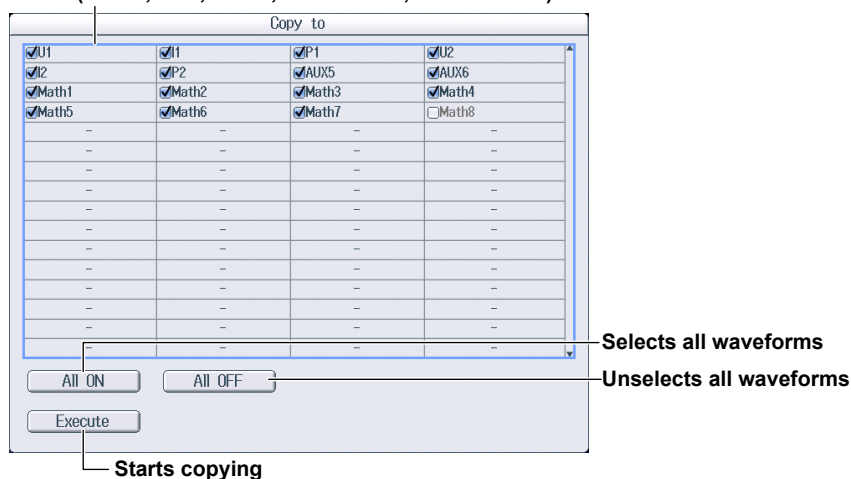 Copy to
U1 I1 P1 U2
I2 P2 AUX5 AUX6
Math1 Math2 Math3 Math4
Math5 Math6 Math7 Math8
– – – –
– – – –
– – – –
– – – –
– – – –
– – – –
– – – –
– – – –
– – – –
– – – –
– – – –
– – – –
Selects all waveforms
All ON All OFF
Unselects all waveforms
Execute
Starts copying